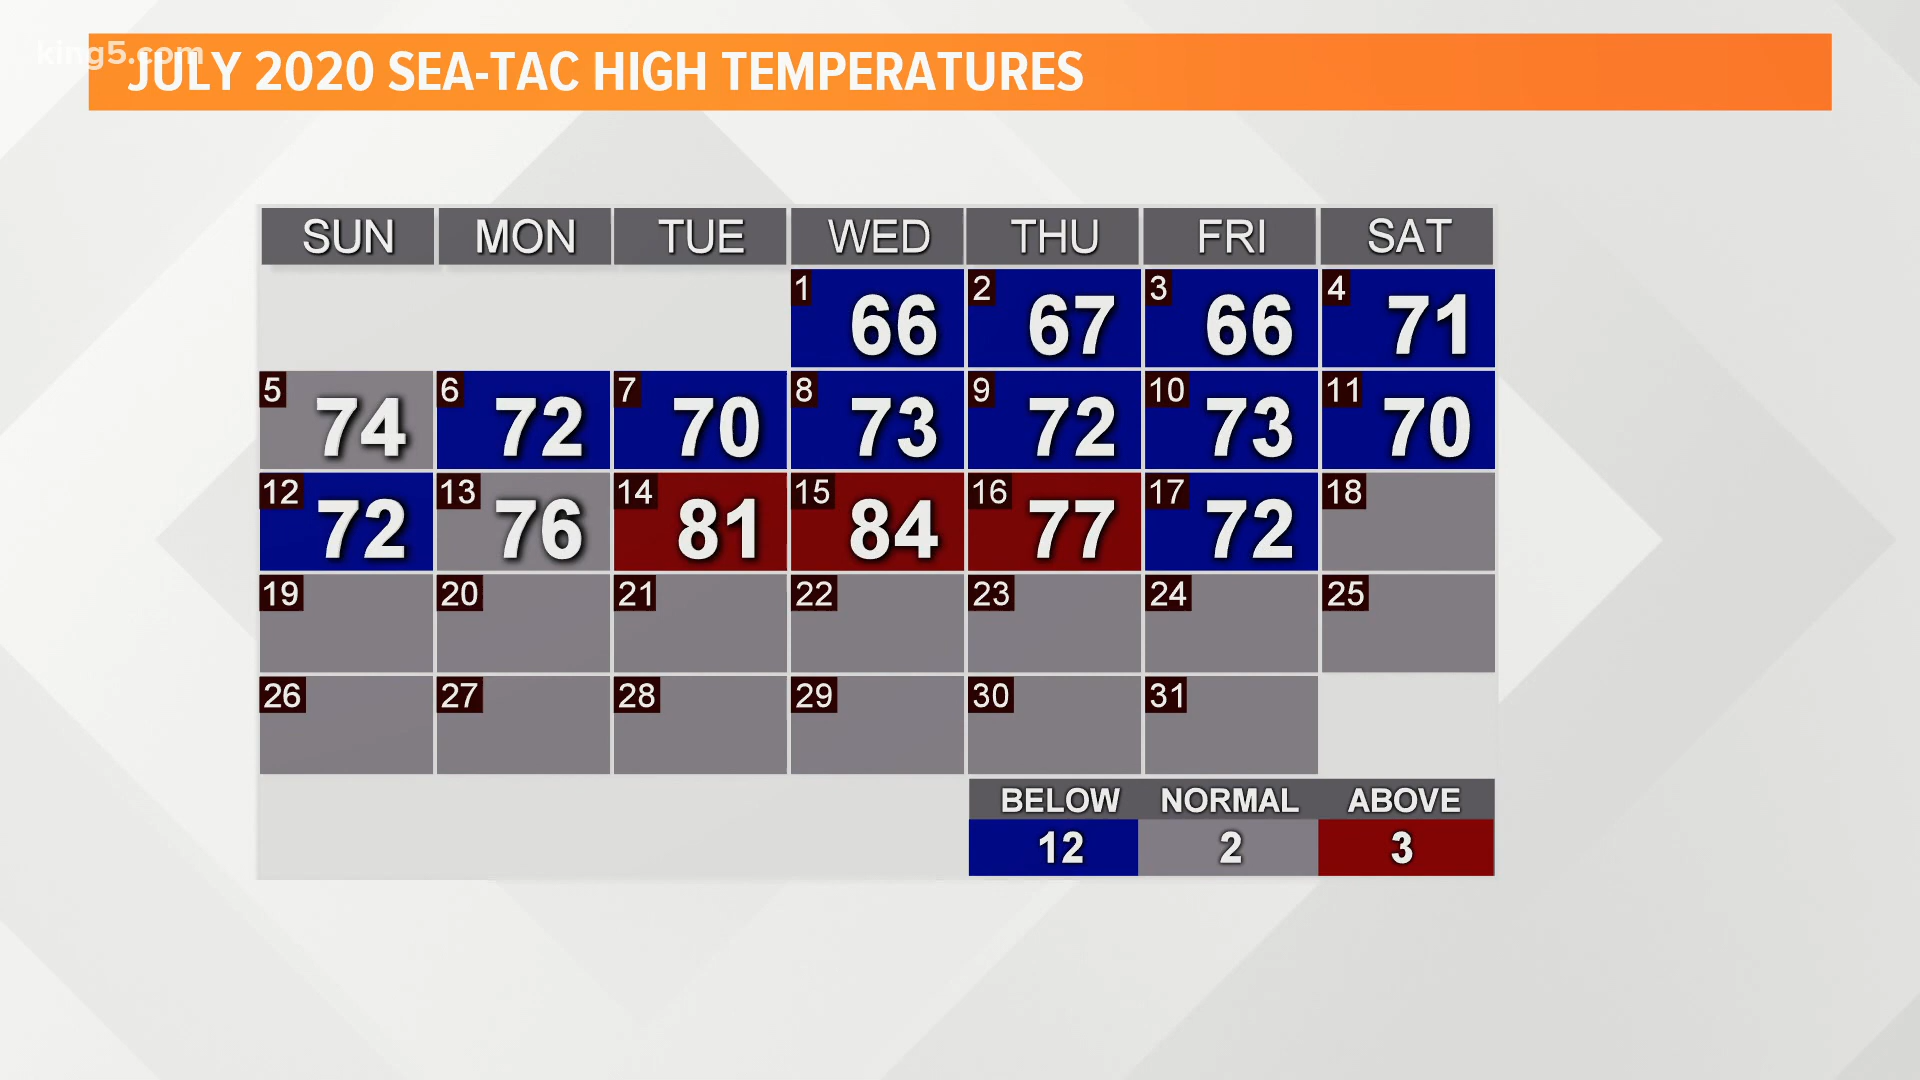 king5.com
JULY 2020 SEA-TAC HIGH TEMPERATURES
SUN MON TUE WED THU FRI SAT
1 66 2 67 3 66 4 71
5 74 6 72 7 70 8 73 9 72 10 73 11 70
12 72 13 76 14 81 15 84 16 77 17 72 18
19 20 21 22 23 24 25
26 27 28 29 30 31
BELOW NORMAL ABOVE
12 2 3